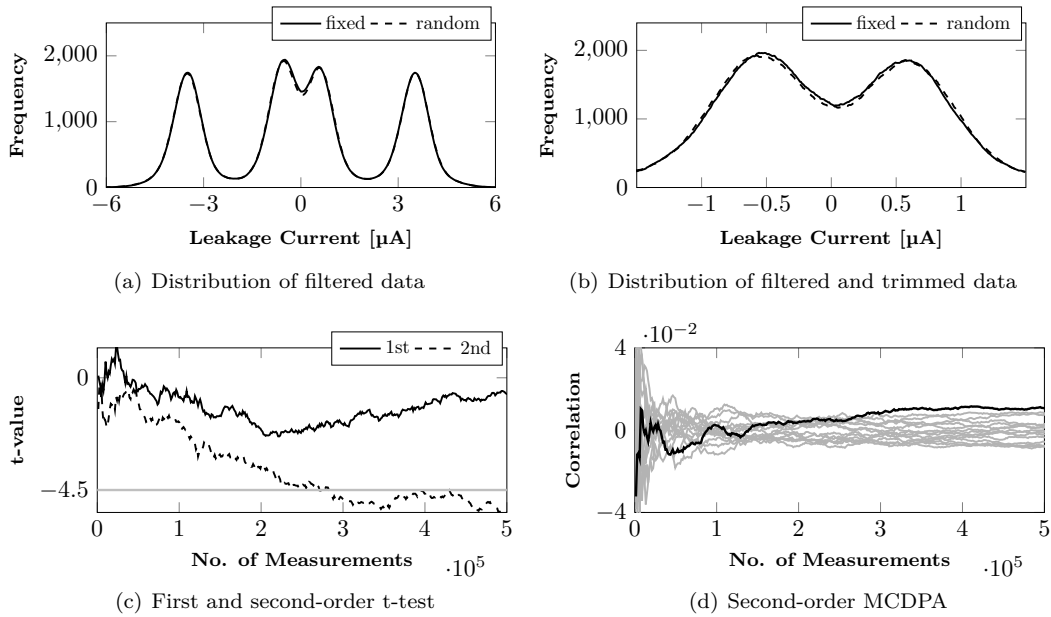 fixed random
2,000
1,000
0
Frequency
−6 −3 0 3 6
Leakage Current [µA]
(a) Distribution of filtered data
fixed random
2,000
1,000
0
Frequency
−1 −0.5 0 0.5 1
Leakage Current [µA]
(b) Distribution of filtered and trimmed data
1st 2nd
0
−4.5
t-value
0 1 2 3 4 5
·10⁵
No. of Measurements
(c) First and second-order t-test
·10⁻²
4
0
−4
Correlation
0 1 2 3 4 5
·10⁵
No. of Measurements
(d) Second-order MCDPA